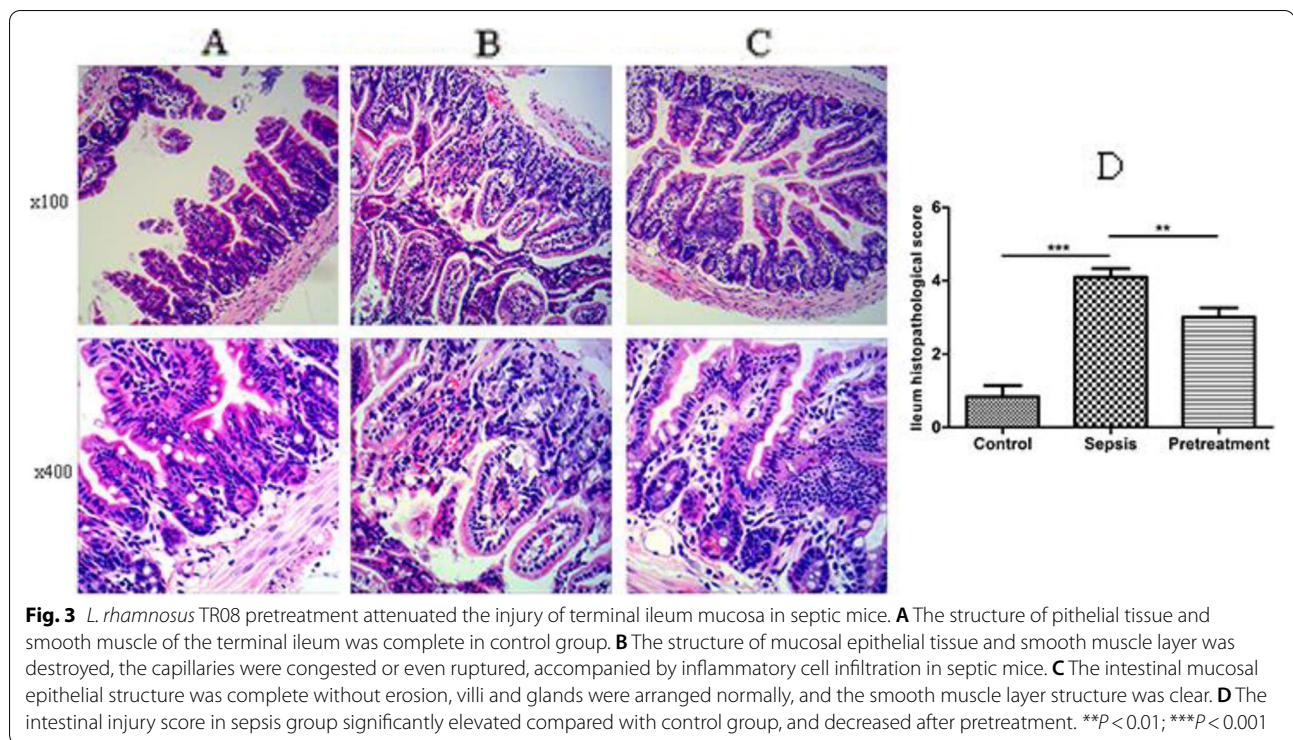 A
B
C
x100
x400
D
Ileum histopathological score
6
4
2
0
***
**
Control
Sepsis
Pretreatment
Fig. 3 L. rhamnosus TR08 pretreatment attenuated the injury of terminal ileum mucosa in septic mice. A The structure of pithelial tissue and
smooth muscle of the terminal ileum was complete in control group. B The structure of mucosal epithelial tissue and smooth muscle layer was
destroyed, the capillaries were congested or even ruptured, accompanied by inflammatory cell infiltration in septic mice. C The intestinal mucosal
epithelial structure was complete without erosion, villi and glands were arranged normally, and the smooth muscle layer structure was clear. D The
intestinal injury score in sepsis group significantly elevated compared with control group, and decreased after pretreatment. **P < 0.01; ***P < 0.001